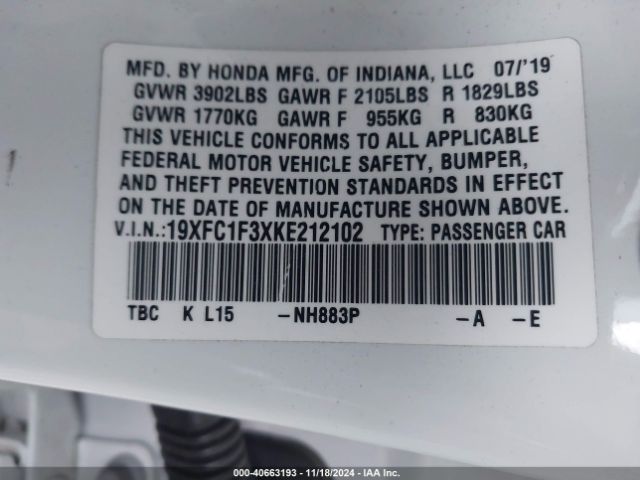 MFD. BY HONDA MFG. OF INDIANA, LLC 07/'19
GVWR 3902LBS GAWR F 2105LBS R 1829LBS
GVWR 1770KG GAWR F 955KG R 830KG
THIS VEHICLE CONFORMS TO ALL APPLICABLE
FEDERAL MOTOR VEHICLE SAFETY, BUMPER,
AND THEFT PREVENTION STANDARDS IN EFFECT
ON THE DATE OF MANUFACTURE SHOWN ABOVE.
V.I.N.:19XFC1F3XKE212102 TYPE: PASSENGER CAR
TBC K L15 -NH883P -A -E
000-40663193 - 11/18/2024 - IAA Inc.